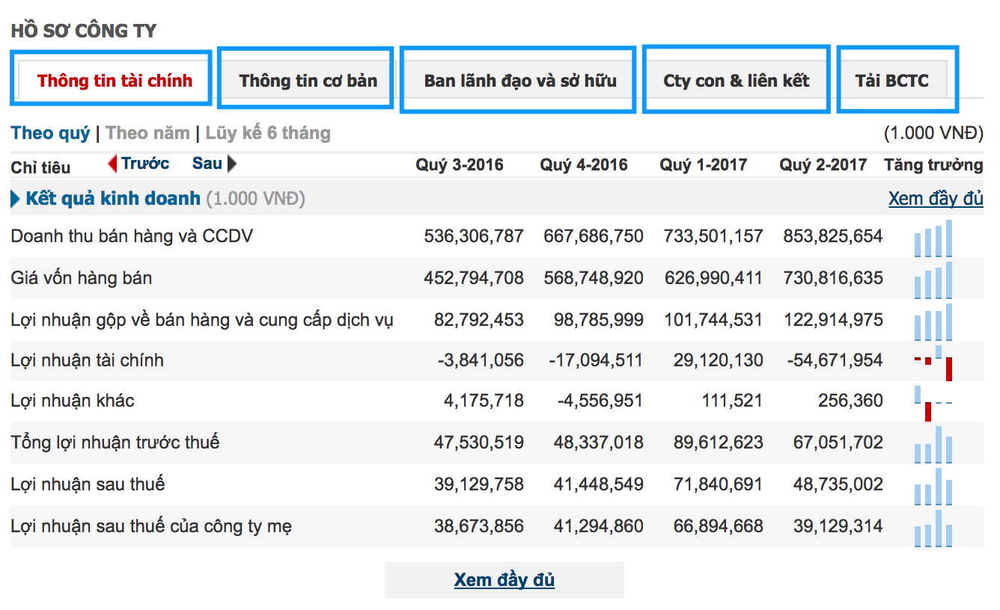 HỒ SƠ CÔNG TY
Thông tin tài chính Thông tin cơ bản Ban lãnh đạo và sở hữu Cty con & liên kết Tải BCTC
Theo quý | Theo năm | Lũy kế 6 tháng (1.000 VNĐ)
Chỉ tiêu Trước Sau Quý 3-2016 Quý 4-2016 Quý 1-2017 Quý 2-2017 Tăng trưởng
Kết quả kinh doanh (1.000 VNĐ) Xem đầy đủ
Doanh thu bán hàng và CCDV 536,306,787 667,686,750 733,501,157 853,825,654
Giá vốn hàng bán 452,794,708 568,748,920 626,990,411 730,816,635
Lợi nhuận gộp về bán hàng và cung cấp dịch vụ 82,792,453 98,785,999 101,744,531 122,914,975
Lợi nhuận tài chính -3,841,056 -17,094,511 29,120,130 -54,671,954
Lợi nhuận khác 4,175,718 -4,556,951 111,521 256,360
Tổng lợi nhuận trước thuế 47,530,519 48,337,018 89,612,623 67,051,702
Lợi nhuận sau thuế 39,129,758 41,448,549 71,840,691 48,735,002
Lợi nhuận sau thuế của công ty mẹ 38,673,856 41,294,860 66,894,668 39,129,314
Xem đầy đủ